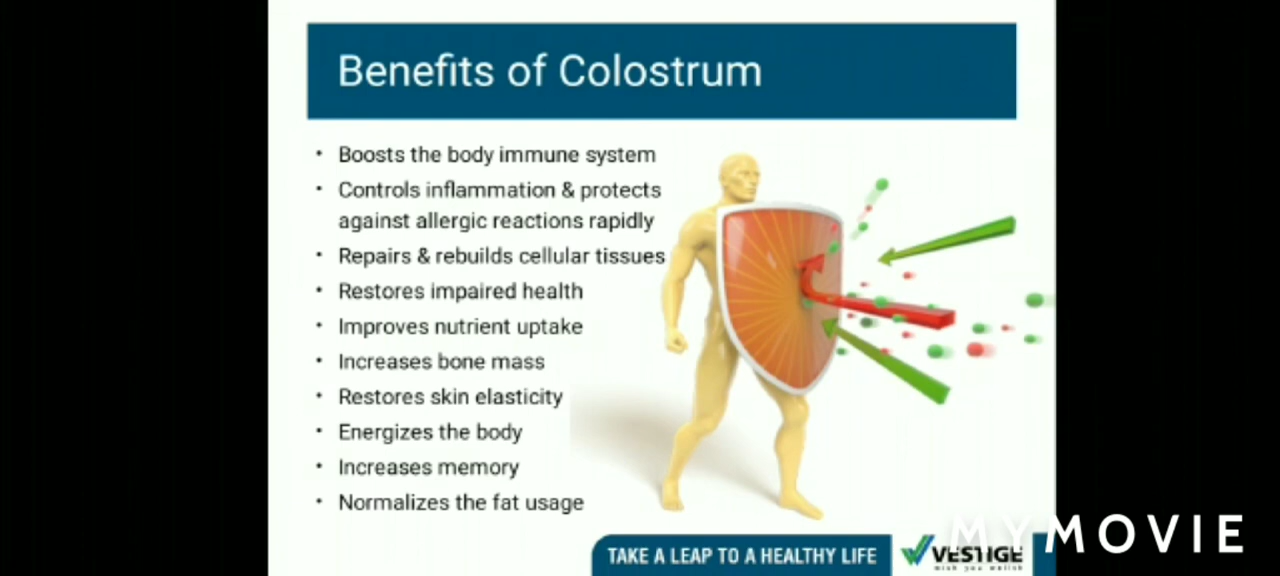 Benefits of Colostrum
• Boosts the body immune system
• Controls inflammation & protects
against allergic reactions rapidly
• Repairs & rebuilds cellular tissues
• Restores impaired health
• Improves nutrient uptake
• Increases bone mass
• Restores skin elasticity
• Energizes the body
• Increases memory
• Normalizes the fat usage
TAKE A LEAP TO A HEALTHY LIFE
VESTIGE
MYMOVIE